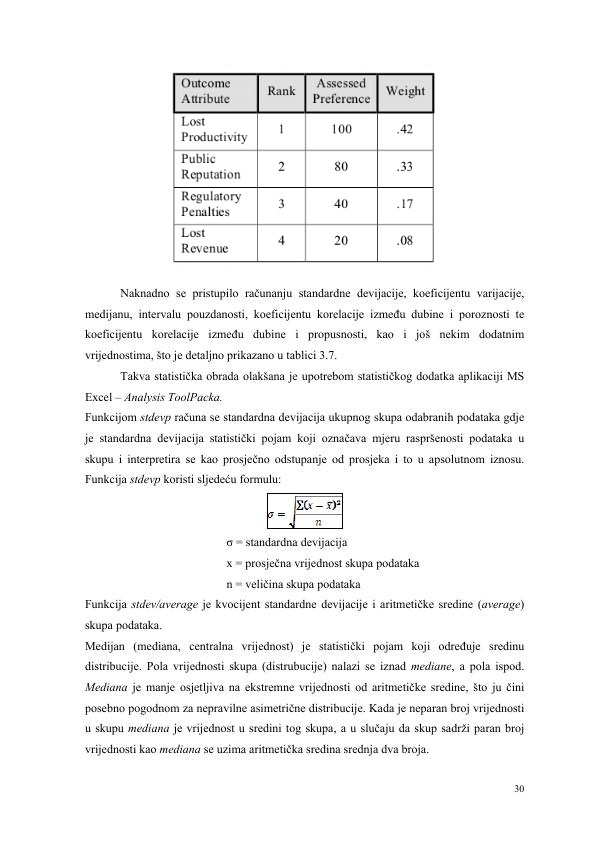 Outcome Attribute Rank Assessed Preference Weight
Lost Productivity 1 100 .42
Public Reputation 2 80 .33
Regulatory Penalties 3 40 .17
Lost Revenue 4 20 .08
Naknadno se pristupilo računanju standardne devijacije, koeficijentu varijacije,
medijanu, intervalu pouzdanosti, koeficijentu korelacije između dubine i poroznosti te
koeficijentu korelacije između dubine i propusnosti, kao i još nekim dodatnim
vrijednostima, što je detaljno prikazano u tablici 3.7.
Takva statistička obrada olakšana je upotrebom statističkog dodatka aplikaciji MS
Excel – Analysis ToolPacka.
Funkcijom stdevp računa se standardna devijacija ukupnog skupa odabranih podataka gdje
je standardna devijacija statistički pojam koji označava mjeru raspršenosti podataka u
skupu i interpretira se kao prosječno odstupanje od prosjeka i to u apsolutnom iznosu.
Funkcija stdevp koristi sljedeću formulu:
σ = √(Σ(x − x̄)² / n)
σ = standardna devijacija
x = prosječna vrijednost skupa podataka
n = veličina skupa podataka
Funkcija stdev/average je kvocijent standardne devijacije i aritmetičke sredine (average)
skupa podataka.
Medijan (mediana, centralna vrijednost) je statistički pojam koji određuje sredinu
distribucije. Pola vrijednosti skupa (distrubucije) nalazi se iznad mediane, a pola ispod.
Mediana je manje osjetljiva na ekstremne vrijednosti od aritmetičke sredine, što ju čini
posebno pogodnom za nepravilne asimetrične distribucije. Kada je neparan broj vrijednosti
u skupu mediana je vrijednost u sredini tog skupa, a u slučaju da skup sadrži paran broj
vrijednosti kao mediana se uzima aritmetička sredina srednja dva broja.
30